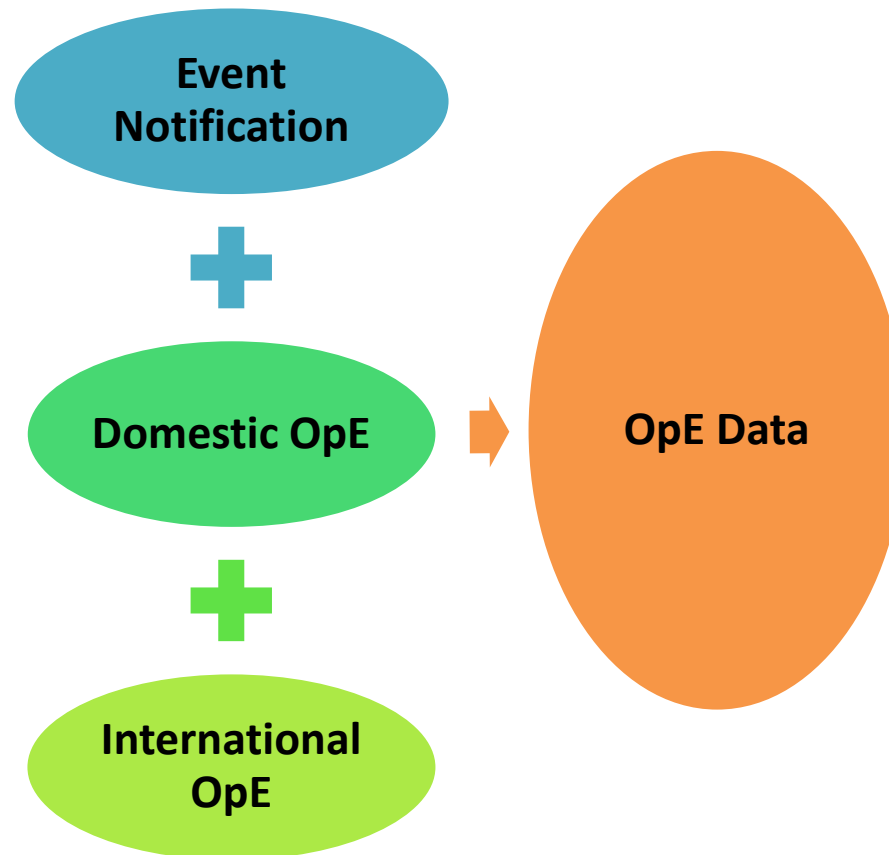 Event
Notification
Domestic OpE
OpE Data
International
OpE